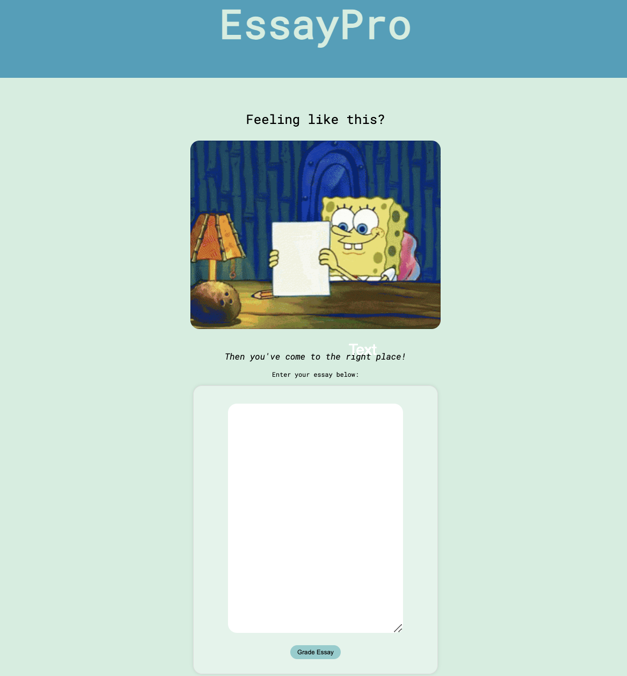 EssayPro
Feeling like this?
Text
Then you've come to the right place!
Enter your essay below:
Grade Essay